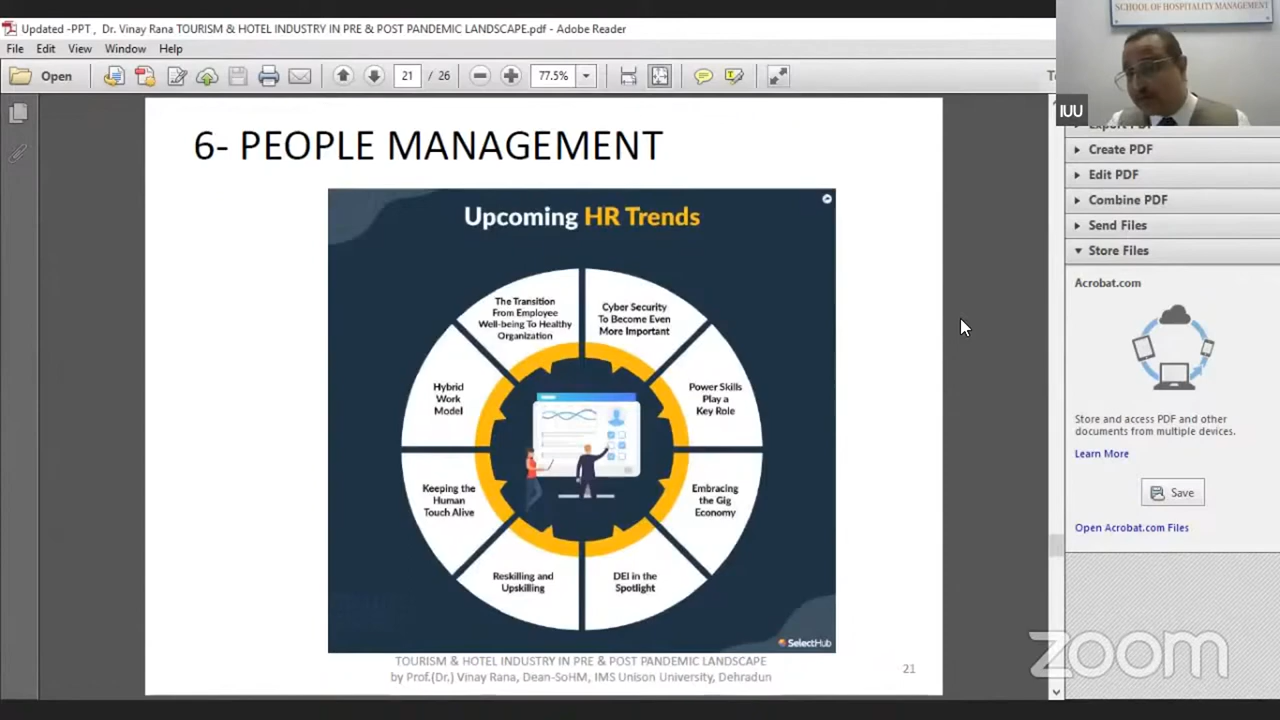 Updated -PPT , Dr. Vinay Rana TOURISM & HOTEL INDUSTRY IN PRE & POST PANDEMIC LANDSCAPE.pdf - Adobe Reader
File Edit View Window Help
Open 21 / 26 77.5%
SCHOOL OF HOSPITALITY MANAGEMENT
IUU
6- PEOPLE MANAGEMENT
Upcoming HR Trends
The Transition
From Employee
Well-being To Healthy
Organization
Cyber Security
To Become Even
More Important
Hybrid
Work
Model
Power Skills
Play a
Key Role
Keeping the
Human
Touch Alive
Embracing
the Gig
Economy
Reskilling and
Upskilling
DEI in the
Spotlight
SelectHub
TOURISM & HOTEL INDUSTRY IN PRE & POST PANDEMIC LANDSCAPE
by Prof.(Dr.) Vinay Rana, Dean-SoHM, IMS Unison University, Dehradun
21
Create PDF
Edit PDF
Combine PDF
Send Files
Store Files
Acrobat.com
Store and access PDF and other
documents from multiple devices.
Learn More
Save
Open Acrobat.com Files
zoom